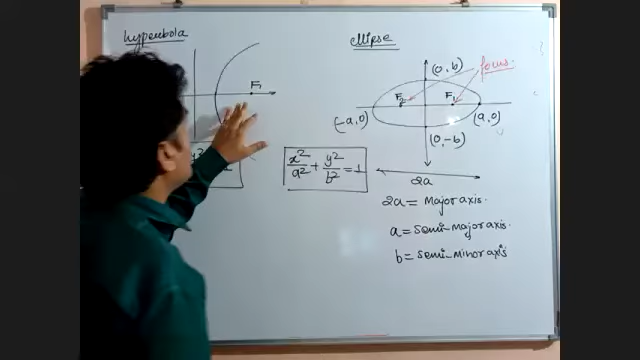 hyperbola
F₁
ellipse
(0, b)
focus
F₂
F₁
(-a, 0)
(a, 0)
(0, -b)
x²/a² + y²/b² = 1
2a
2a = Major axis.
a = semi-major axis.
b = semi-minor axis